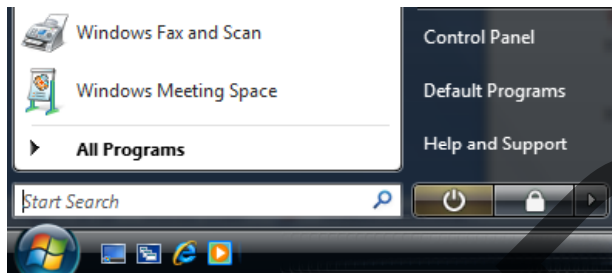 Windows Fax and Scan
Control Panel
Windows Meeting Space
Default Programs
All Programs
Help and Support
Start Search